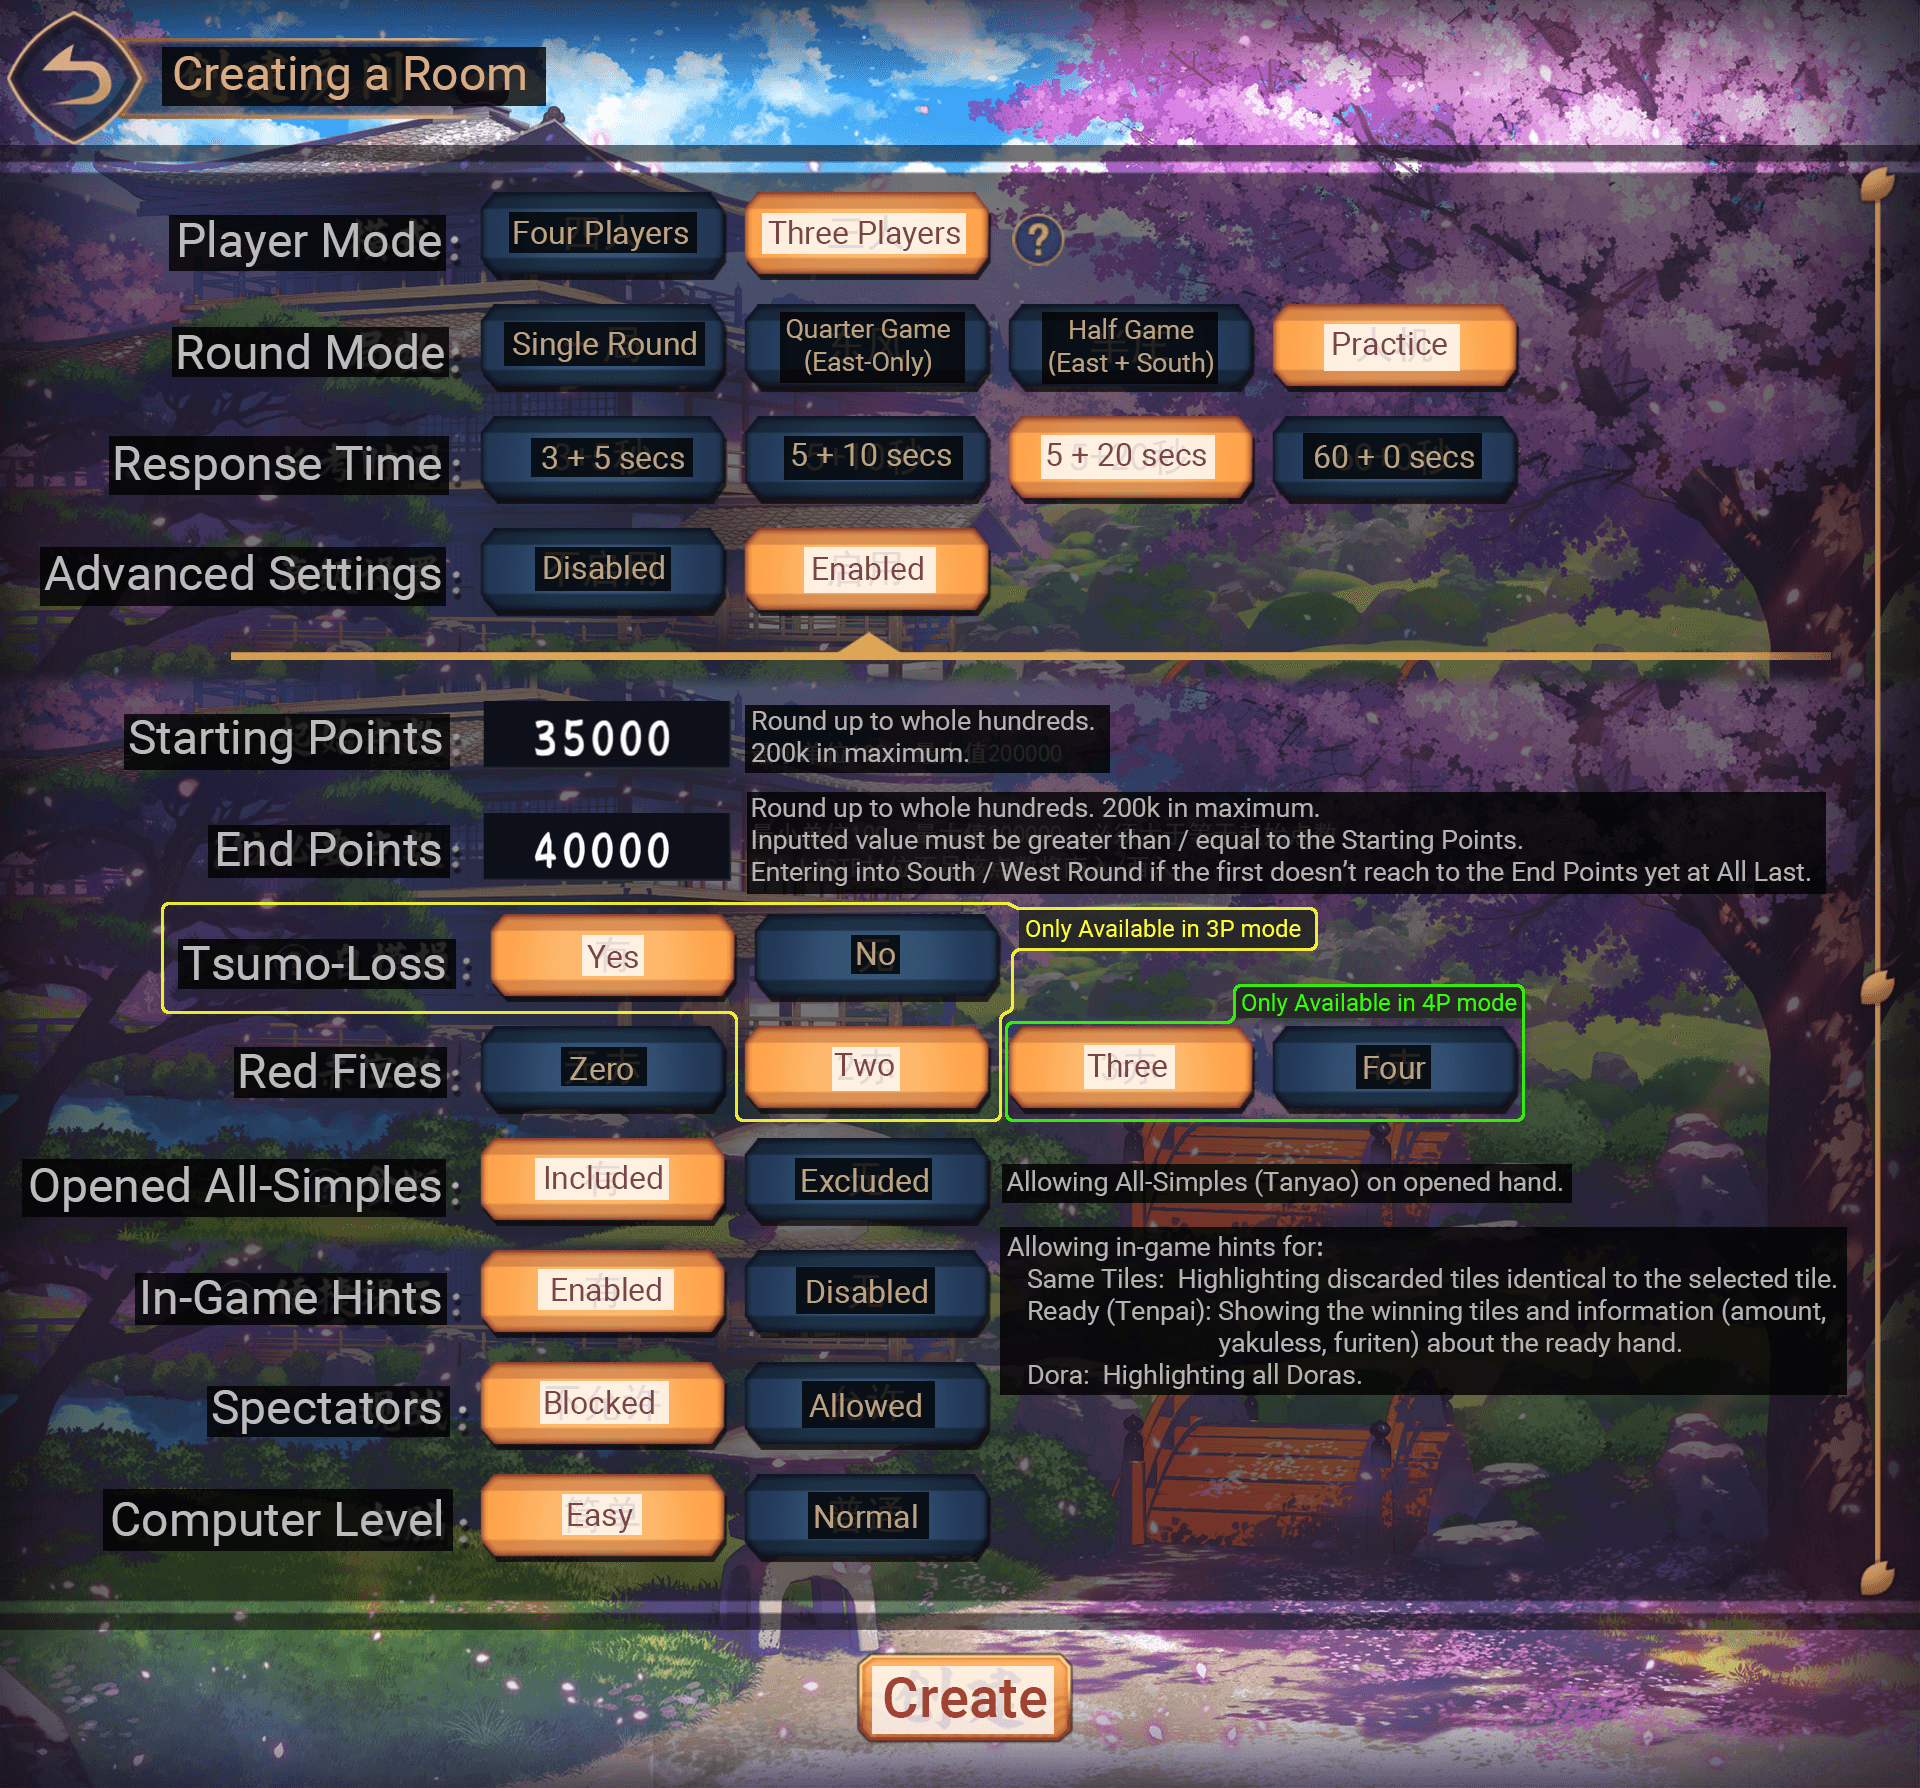 Creating a Room
Player Mode:
Four Players
Three Players
?
Round Mode:
Single Round
Quarter Game
(East-Only)
Half Game
(East + South)
Practice
Response Time:
3 + 5 secs
5 + 10 secs
5 + 20 secs
60 + 0 secs
Advanced Settings:
Disabled
Enabled
Starting Points:
35000
Round up to whole hundreds.
200k in maximum.
End Points:
40000
Round up to whole hundreds. 200k in maximum.
Inputted value must be greater than / equal to the Starting Points.
Entering into South / West Round if the first doesn't reach to the End Points yet at All Last.
Only Available in 3P mode
Tsumo-Loss:
Yes
No
Only Available in 4P mode
Red Fives:
Zero
Two
Three
Four
Opened All-Simples:
Included
Excluded
Allowing All-Simples (Tanyao) on opened hand.
In-Game Hints:
Enabled
Disabled
Allowing in-game hints for:
Same Tiles: Highlighting discarded tiles identical to the selected tile.
Ready (Tenpai): Showing the winning tiles and information (amount,
yakuless, furiten) about the ready hand.
Dora: Highlighting all Doras.
Spectators:
Blocked
Allowed
Computer Level:
Easy
Normal
Create